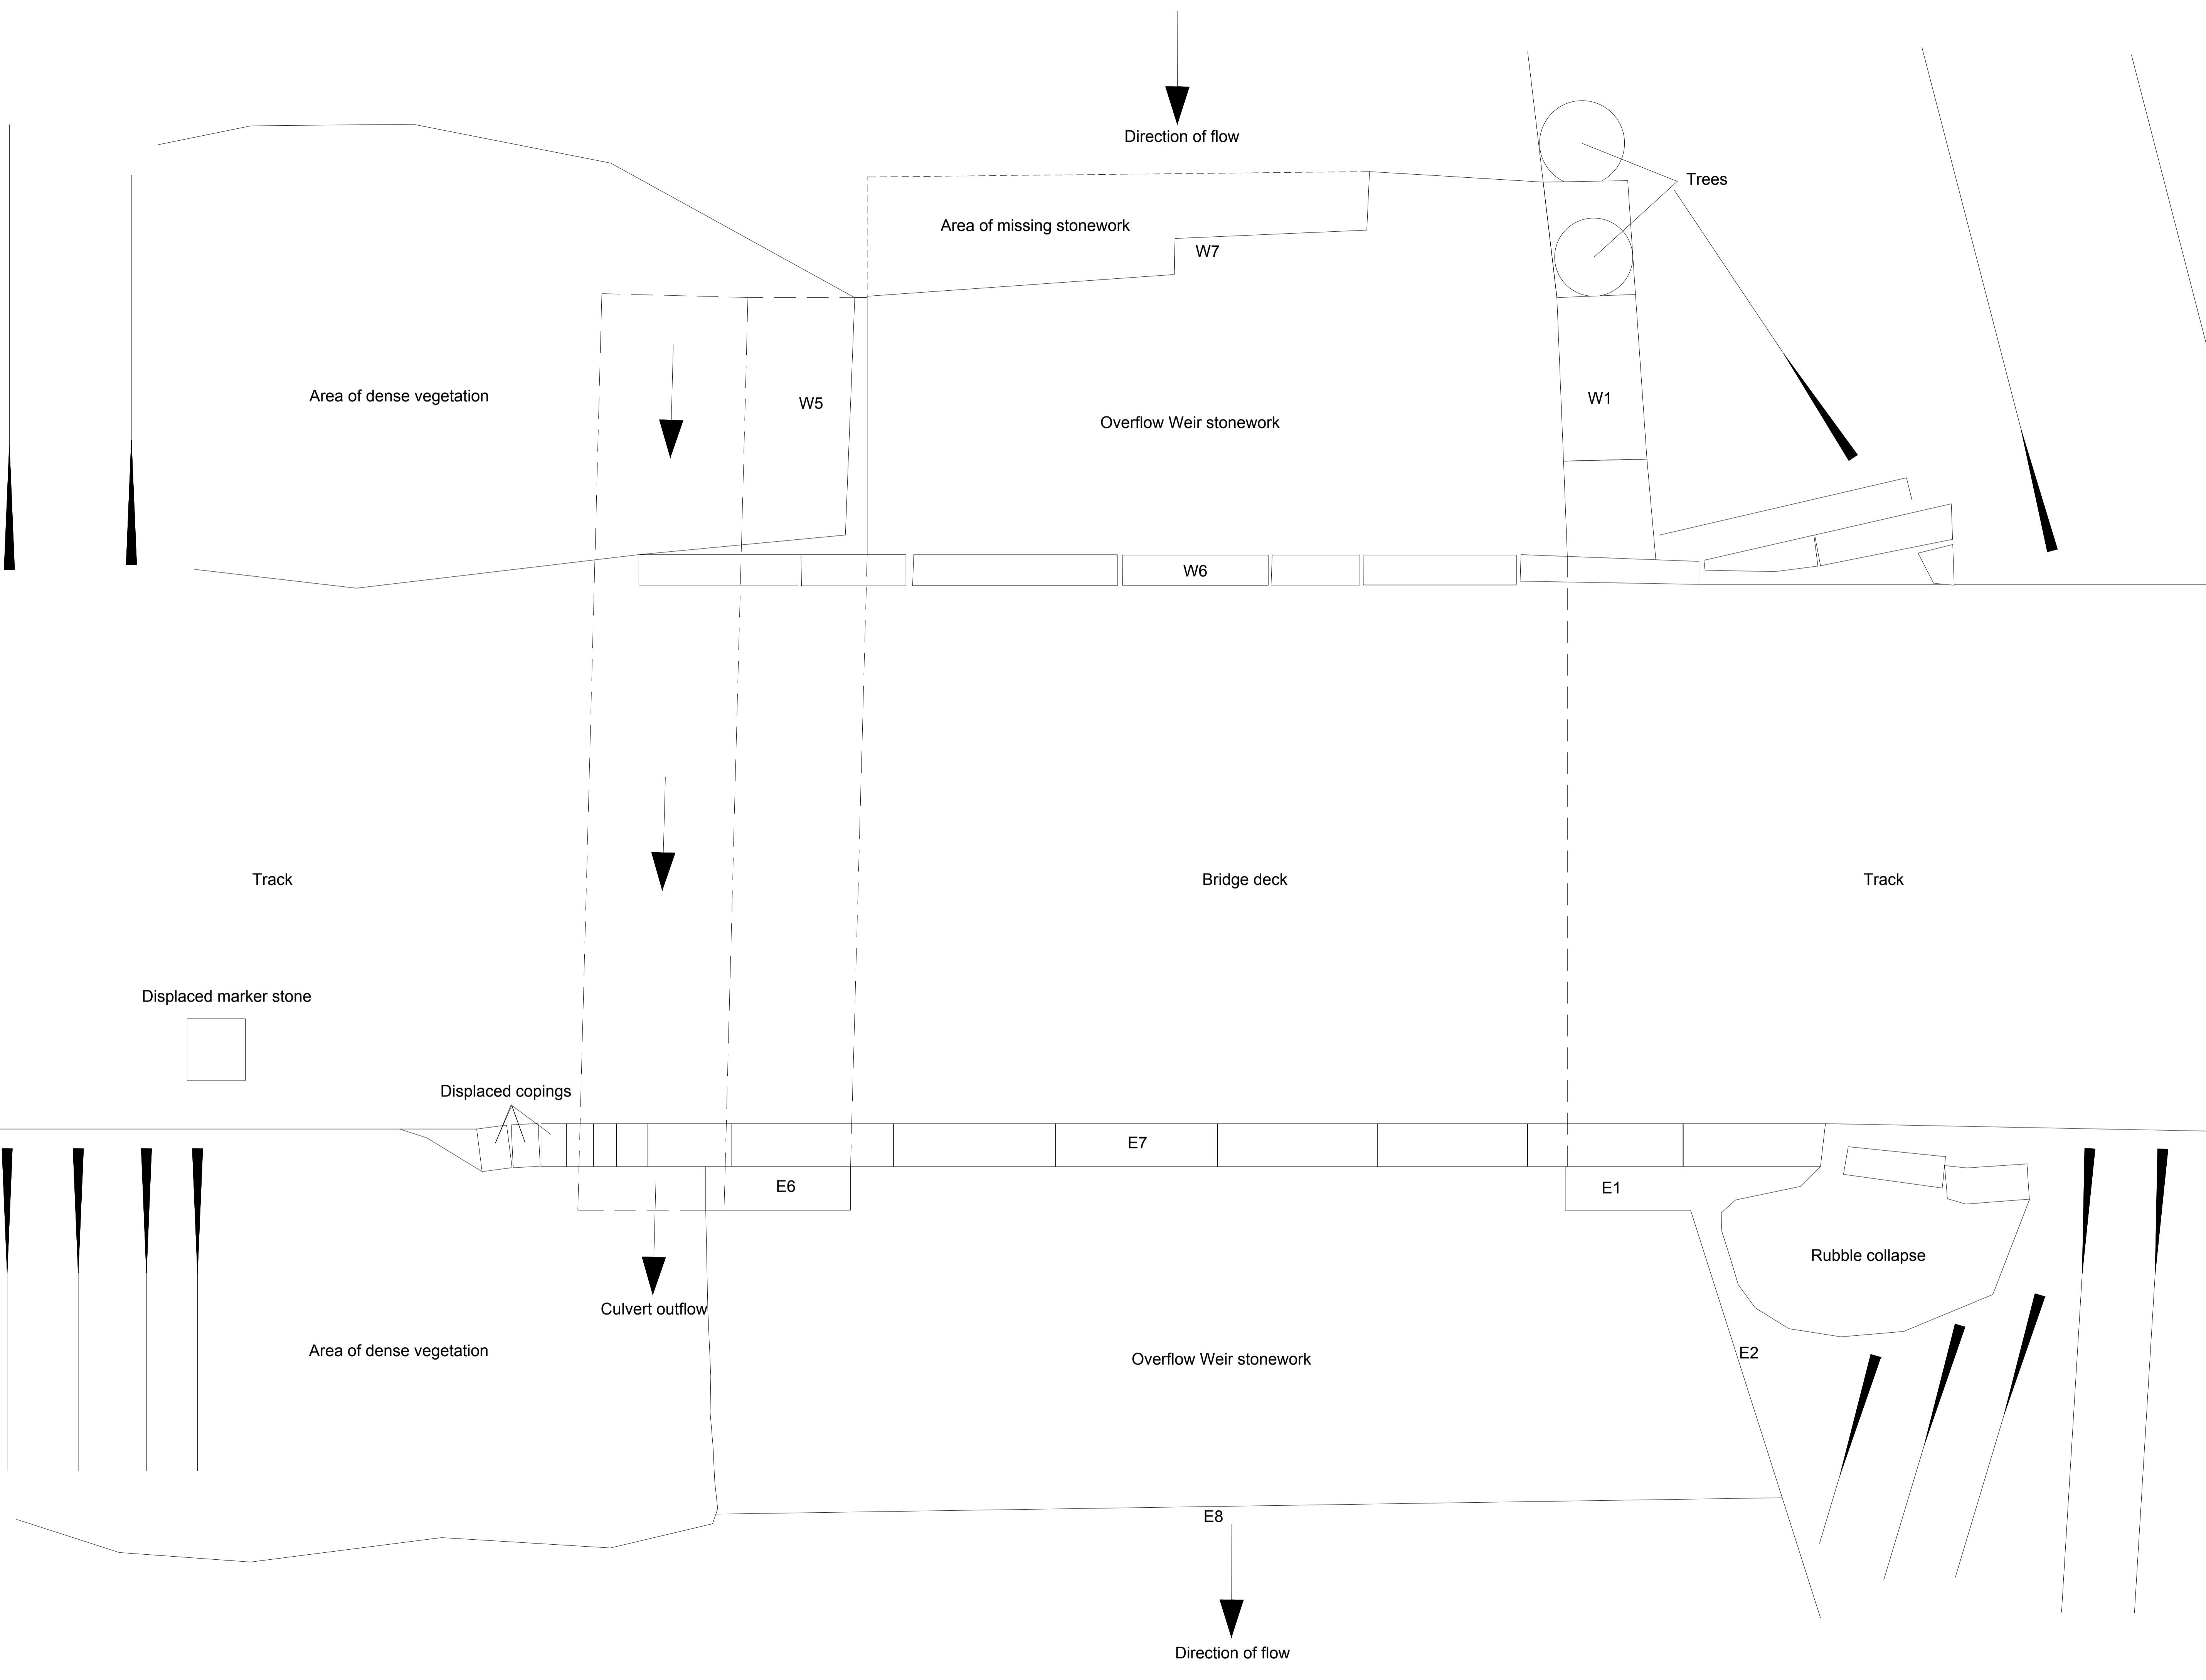 Direction of flow
Trees
Area of missing stonework
W7
Area of dense vegetation
W5
W1
Overflow Weir stonework
W6
Track
Bridge deck
Track
Displaced marker stone
Displaced copings
E7
E6
E1
Rubble collapse
Culvert outflow
Area of dense vegetation
Overflow Weir stonework
E2
E8
Direction of flow